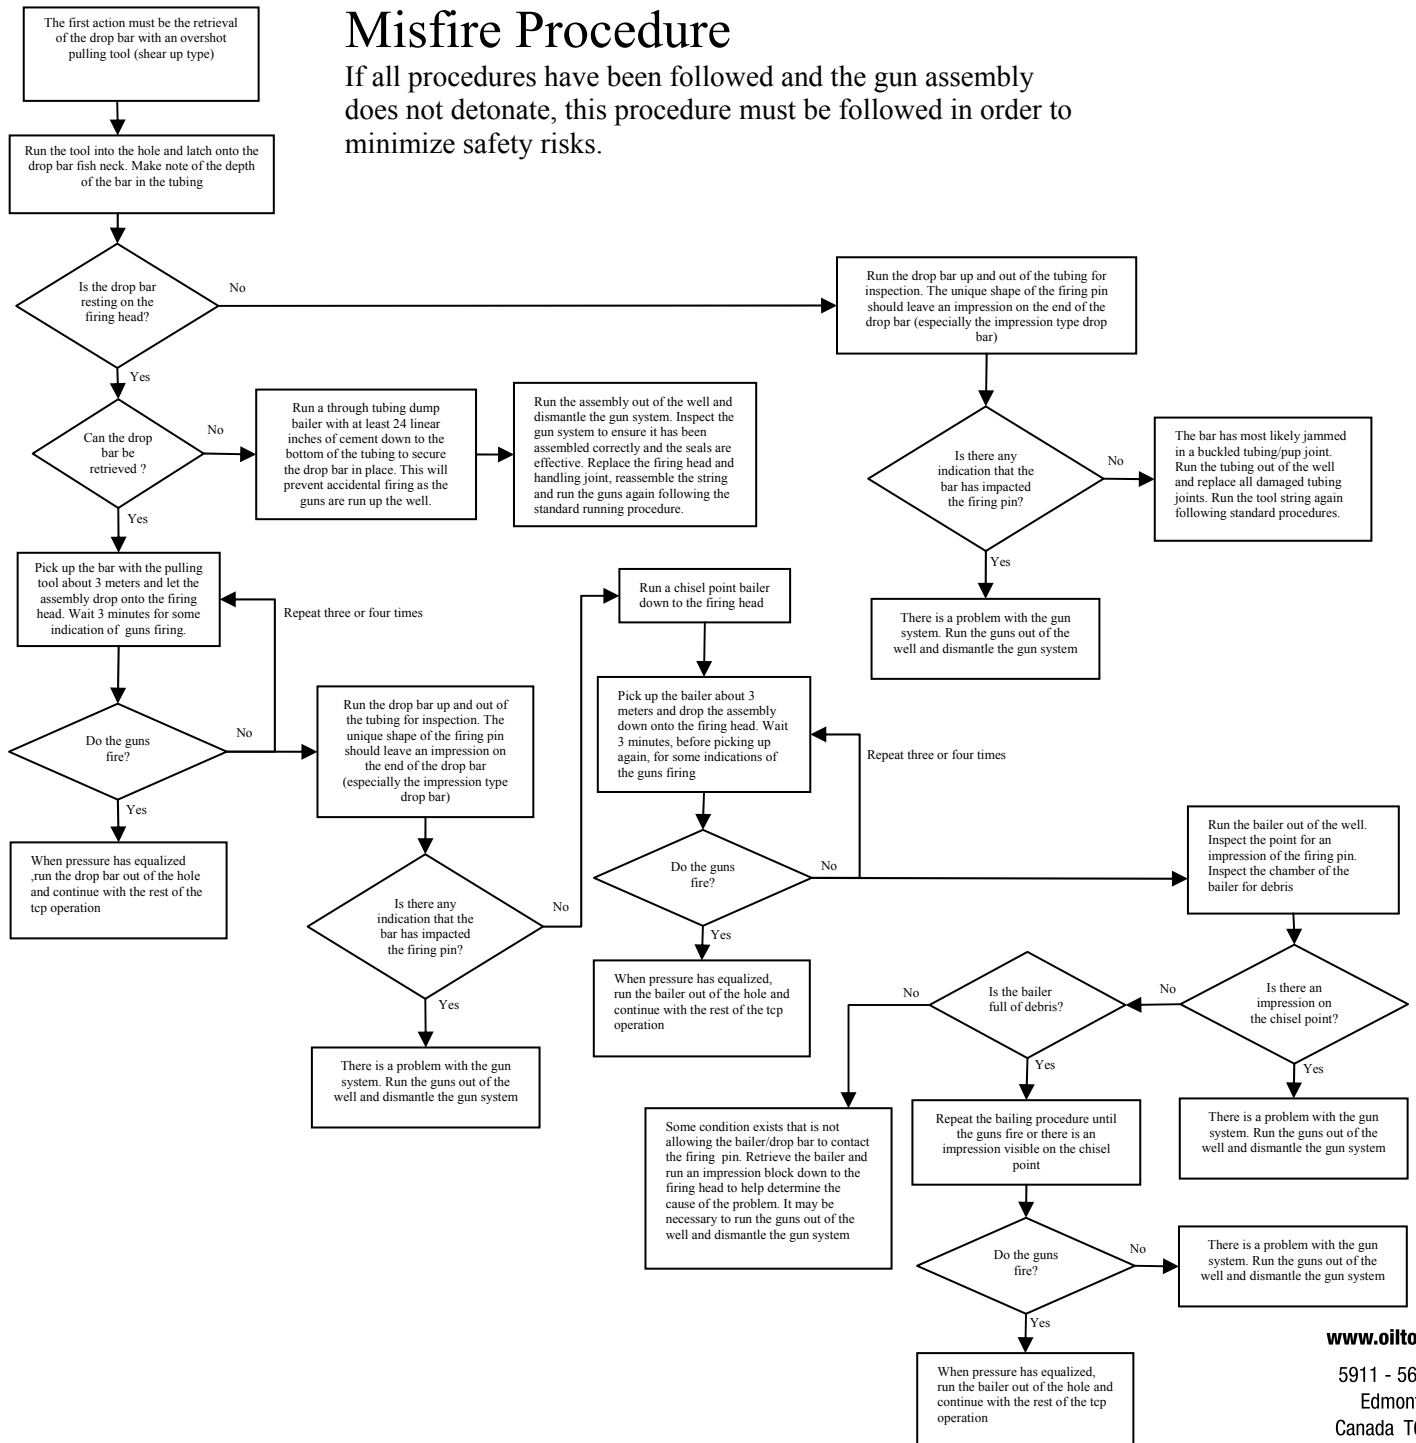 Misfire Procedure
If all procedures have been followed and the gun assembly
does not detonate, this procedure must be followed in order to
minimize safety risks.
The first action must be the retrieval
of the drop bar with an overshot
pulling tool (shear up type)
Run the tool into the hole and latch onto the
drop bar fish neck. Make note of the depth
of the bar in the tubing
Is the drop bar
resting on the
firing head?
No
Yes
Run the drop bar up and out of the tubing for
inspection. The unique shape of the firing pin
should leave an impression on the end of the
drop bar (especially the impression type drop
bar)
Can the drop
bar be
retrieved ?
No
Yes
Run a through tubing dump
bailer with at least 24 linear
inches of cement down to the
bottom of the tubing to secure
the drop bar in place. This will
prevent accidental firing as the
guns are run up the well.
Run the assembly out of the well and
dismantle the gun system. Inspect the
gun system to ensure it has been
assembled correctly and the seals are
effective. Replace the firing head and
handling joint, reassemble the string
and run the guns again following the
standard running procedure.
Is there any
indication that the
bar has impacted
the firing pin?
No
Yes
The bar has most likely jammed
in a buckled tubing/pup joint.
Run the tubing out of the well
and replace all damaged tubing
joints. Run the tool string again
following standard procedures.
There is a problem with the gun
system. Run the guns out of the
well and dismantle the gun system
Pick up the bar with the pulling
tool about 3 meters and let the
assembly drop onto the firing
head. Wait 3 minutes for some
indication of guns firing.
Repeat three or four times
Do the guns
fire?
No
Yes
When pressure has equalized
,run the drop bar out of the hole
and continue with the rest of the
tcp operation
Run the drop bar up and out of
the tubing for inspection. The
unique shape of the firing pin
should leave an impression on
the end of the drop bar
(especially the impression type
drop bar)
Is there any
indication that the
bar has impacted
the firing pin?
No
Yes
There is a problem with the gun
system. Run the guns out of the
well and dismantle the gun system
Run a chisel point bailer
down to the firing head
Pick up the bailer about 3
meters and drop the assembly
down onto the firing head. Wait
3 minutes, before picking up
again, for some indications of
the guns firing
Repeat three or four times
Do the guns
fire?
No
Yes
When pressure has equalized,
run the bailer out of the hole and
continue with the rest of the tcp
operation
Run the bailer out of the well.
Inspect the point for an
impression of the firing pin.
Inspect the chamber of the
bailer for debris
Is there an
impression on
the chisel point?
No
Yes
There is a problem with the gun
system. Run the guns out of the
well and dismantle the gun system
Is the bailer
full of debris?
No
Yes
Some condition exists that is not
allowing the bailer/drop bar to contact
the firing pin. Retrieve the bailer and
run an impression block down to the
firing head to help determine the
cause of the problem. It may be
necessary to run the guns out of the
well and dismantle the gun system
Repeat the bailing procedure until
the guns fire or there is an
impression visible on the chisel
point
Do the guns
fire?
No
Yes
There is a problem with the gun
system. Run the guns out of the
well and dismantle the gun system
When pressure has equalized,
run the bailer out of the hole and
continue with the rest of the tcp
operation
www.oilto
5911 - 56
Edmont
Canada T6